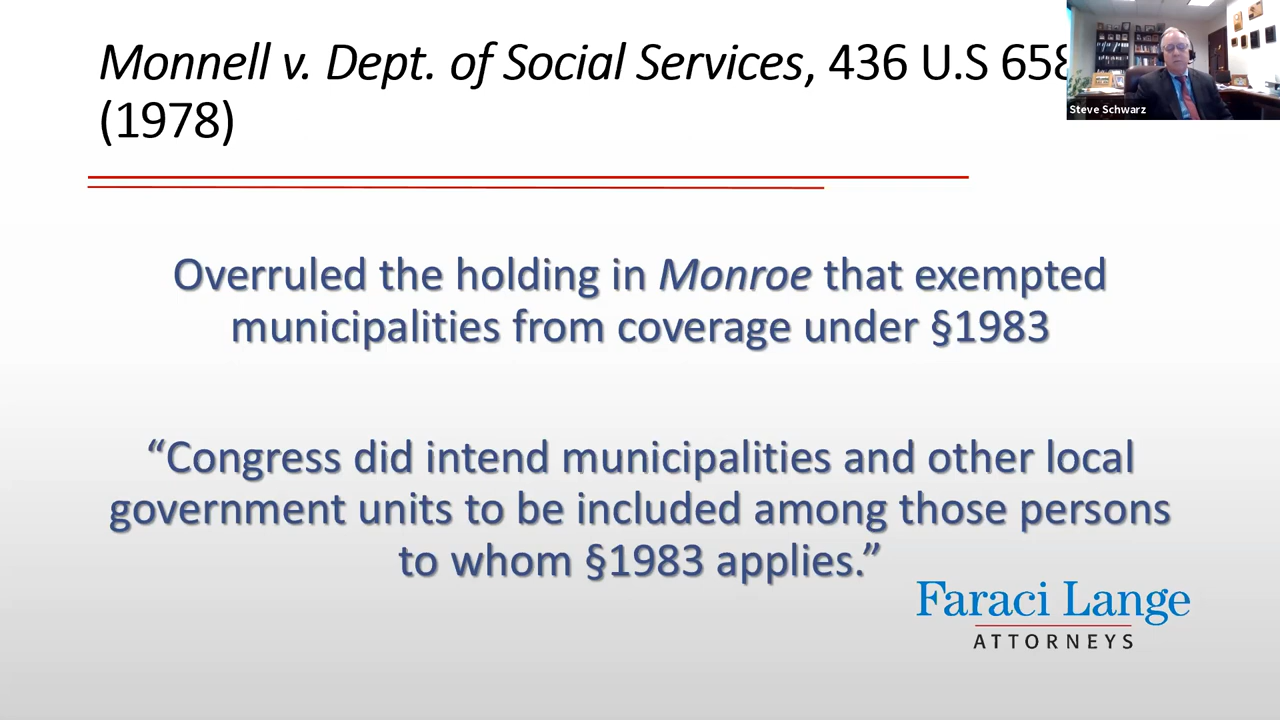 Monnell v. Dept. of Social Services, 436 U.S 658
(1978)
Steve Schwarz
Overruled the holding in Monroe that exempted
municipalities from coverage under §1983
“Congress did intend municipalities and other local
government units to be included among those persons
to whom §1983 applies.”
Faraci Lange
ATTORNEYS